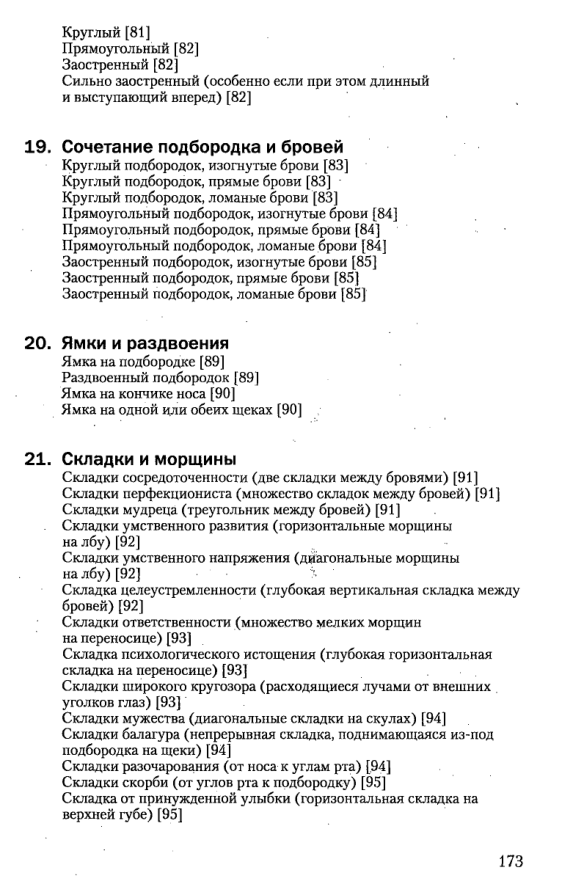 Круглый [81]
Прямоугольный [82]
Заостренный [82]
Сильно заостренный (особенно если при этом длинный
и выступающий вперед) [82]
19. Сочетание подбородка и бровей
Круглый подбородок, изогнутые брови [83]
Круглый подбородок, прямые брови [83]
Круглый подбородок, ломаные брови [83]
Прямоугольный подбородок, изогнутые брови [84]
Прямоугольный подбородок, прямые брови [84]
Прямоугольный подбородок, ломаные брови [84]
Заостренный подбородок, изогнутые брови [85]
Заостренный подбородок, прямые брови [85]
Заостренный подбородок, ломаные брови [85]
20. Ямки и раздвоения
Ямка на подбородке [89]
Раздвоенный подбородок [89]
Ямка на кончике носа [90]
Ямка на одной или обеих щеках [90]
21. Складки и морщины
Складки сосредоточенности (две складки между бровями) [91]
Складки перфекциониста (множество складок между бровей) [91]
Складки мудреца (треугольник между бровей) [91]
Складки умственного развития (горизонтальные морщины
на лбу) [92]
Складки умственного напряжения (диагональные морщины
на лбу) [92]
Складка целеустремленности (глубокая вертикальная складка между
бровей) [92]
Складки ответственности (множество мелких морщин
на переносице) [93]
Складка психологического истощения (глубокая горизонтальная
складка на переносице) [93]
Складки широкого кругозора (расходящиеся лучами от внешних
уголков глаз) [93]
Складки мужества (диагональные складки на скулах) [94]
Складки балагура (непрерывная складка, поднимающаяся из-под
подбородка на щеки) [94]
Складки разочарования (от носа к углам рта) [94]
Складки скорби (от углов рта к подбородку) [95]
Складка от принужденной улыбки (горизонтальная складка на
верхней губе) [95]
173